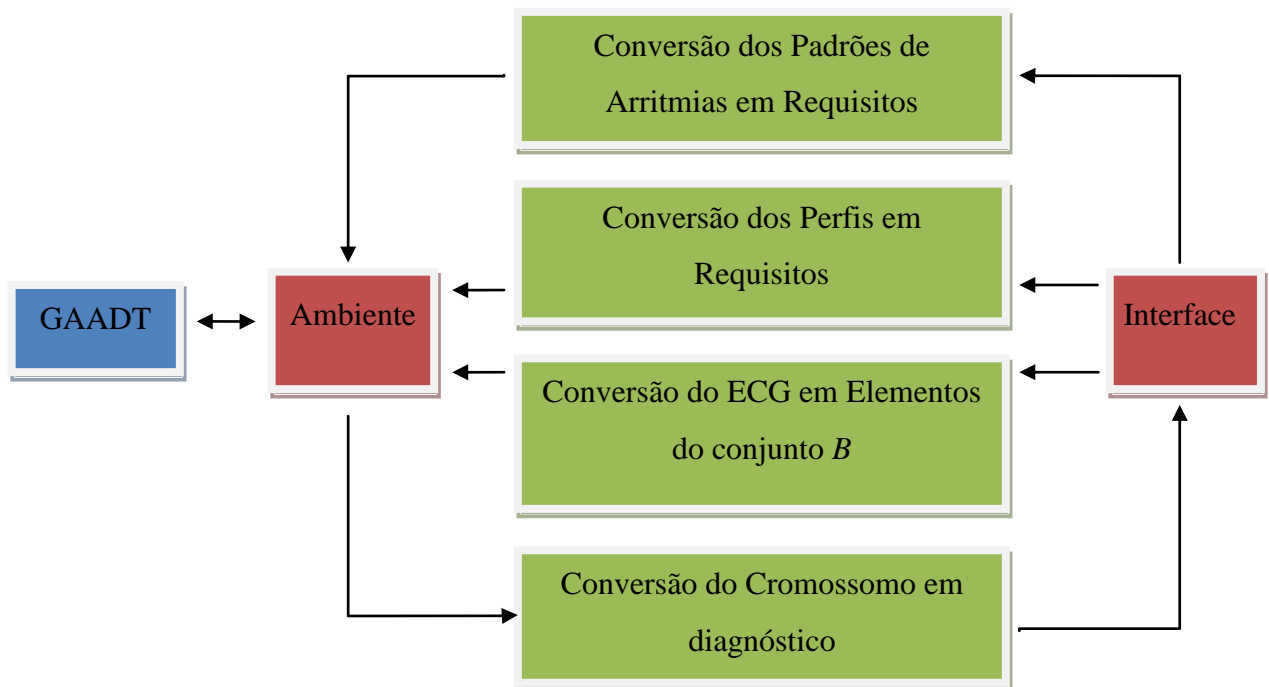 Conversão dos Padrões de
Arritmias em Requisitos
Conversão dos Perfis em
Requisitos
GAADT
Ambiente
Interface
Conversão do ECG em Elementos
do conjunto B
Conversão do Cromossomo em
diagnóstico